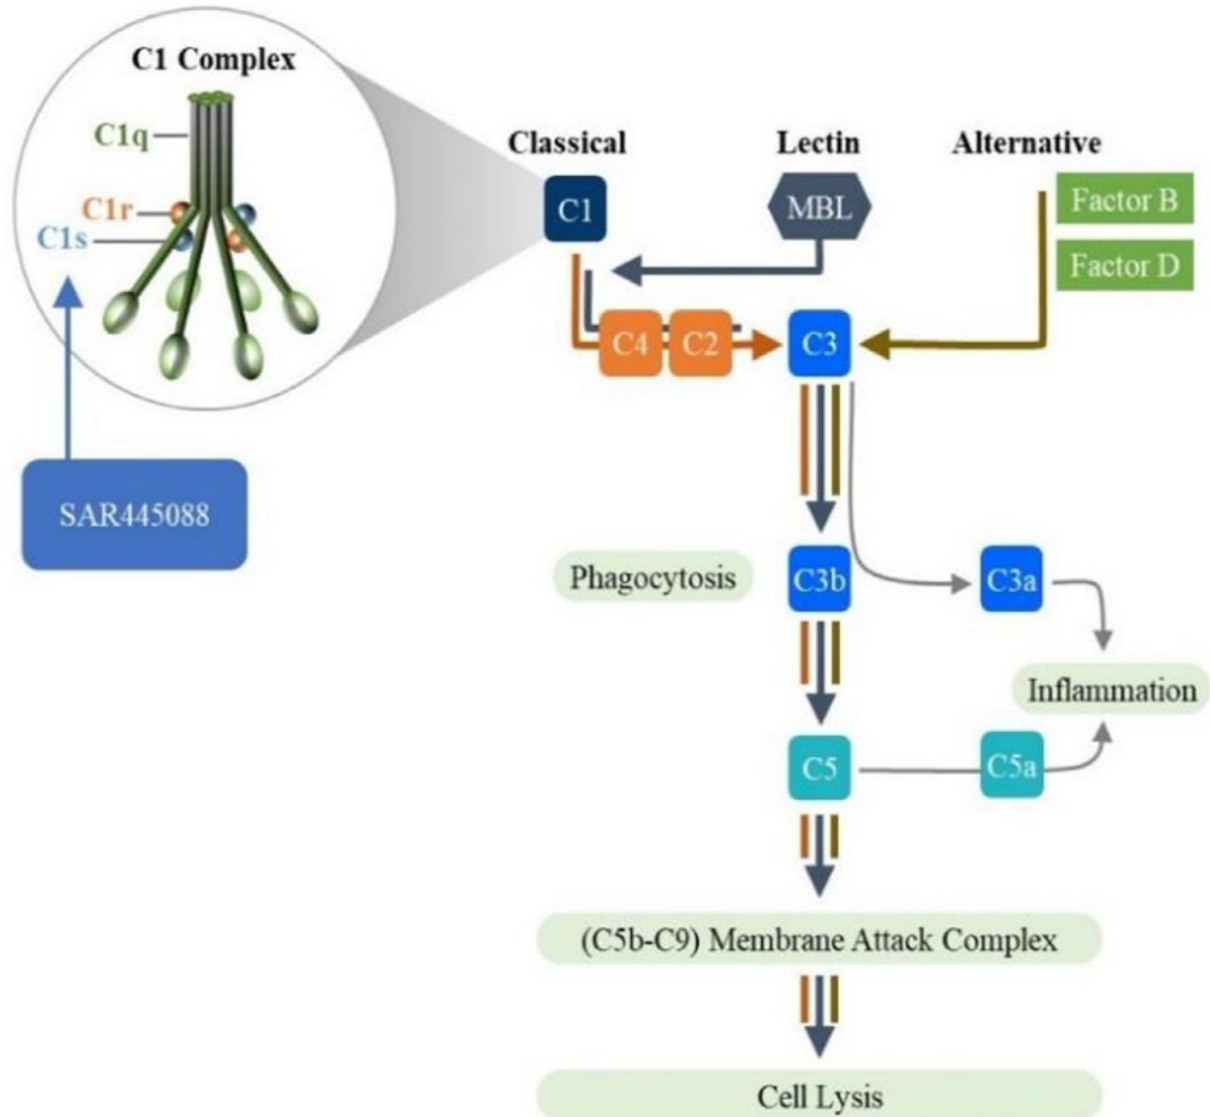 C1 Complex
C1q
C1r
C1s
SAR445088
Classical
Lectin
Alternative
C1
MBL
Factor B
Factor D
C4
C2
C3
Phagocytosis
C3b
C3a
Inflammation
C5
C5a
(C5b-C9) Membrane Attack Complex
Cell Lysis